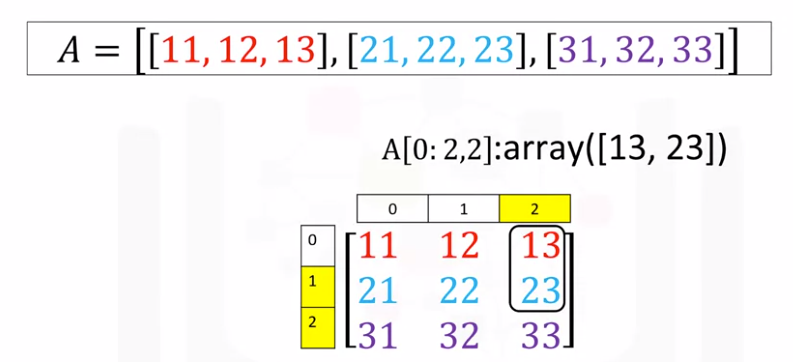 A = [[11, 12, 13], [21, 22, 23], [31, 32, 33]]
A[0: 2,2]:array([13, 23])
0 1 2
0 11 12 13
1 21 22 23
2 31 32 33